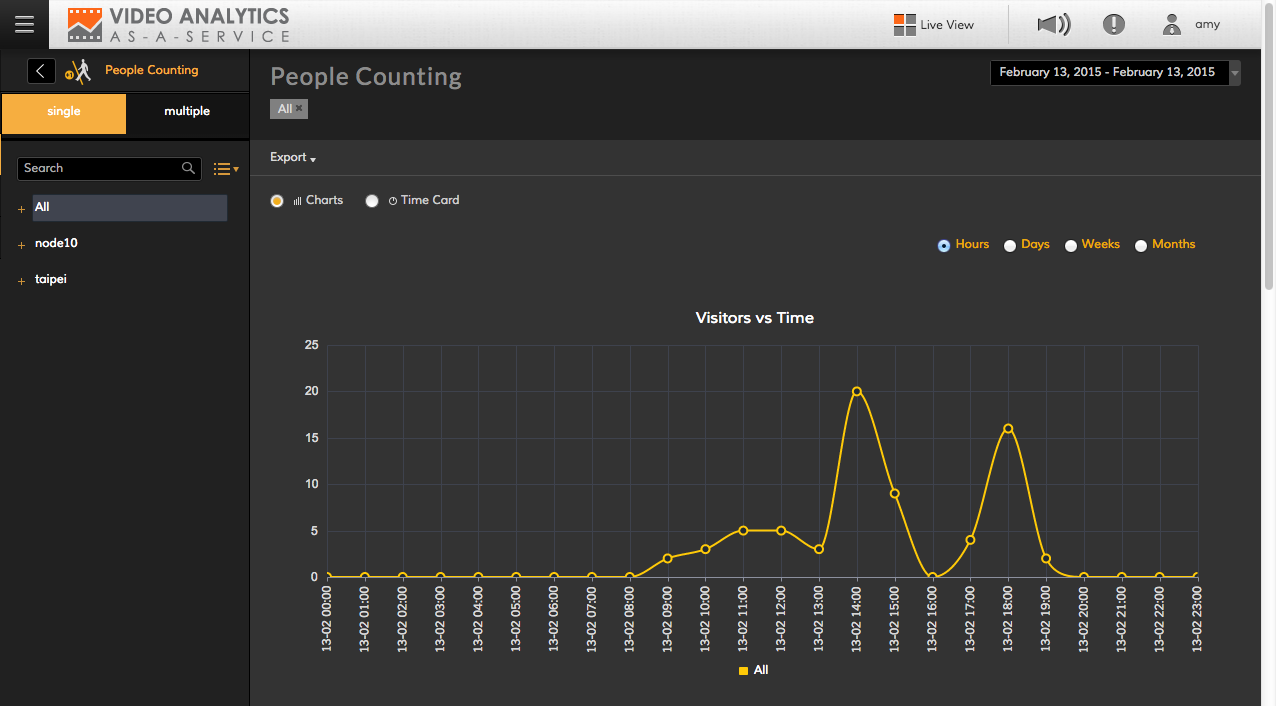 VIDEO ANALYTICS
AS-A-SERVICE
Live View
amy
People Counting
single
multiple
Search
All
node10
taipei
People Counting
February 13, 2015 - February 13, 2015
All ×
Export
Charts
Time Card
Hours
Days
Weeks
Months
Visitors vs Time
25
20
15
10
5
0
13-02 00:00
13-02 01:00
13-02 02:00
13-02 03:00
13-02 04:00
13-02 05:00
13-02 06:00
13-02 07:00
13-02 08:00
13-02 09:00
13-02 10:00
13-02 11:00
13-02 12:00
13-02 13:00
13-02 14:00
13-02 15:00
13-02 16:00
13-02 17:00
13-02 18:00
13-02 19:00
13-02 20:00
13-02 21:00
13-02 22:00
13-02 23:00
All